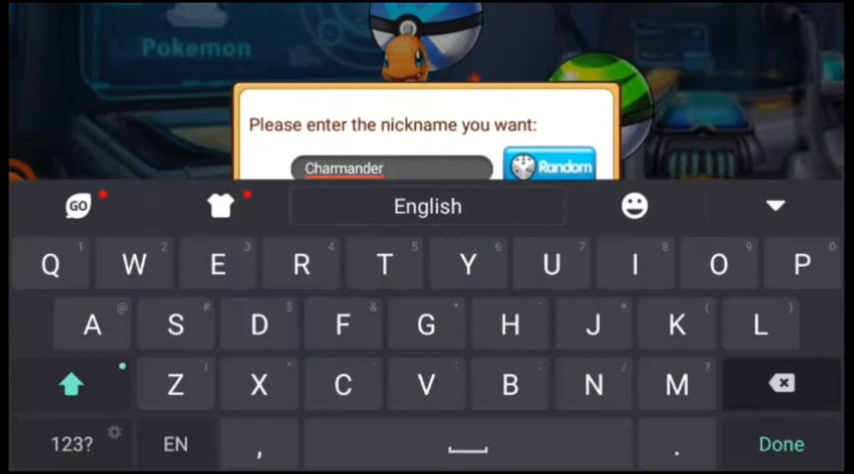 Pokemon
Please enter the nickname you want:
Charmander
Random
GO
English
1 2 3 4 5 6 7 8 9 0
Q W E R T Y U I O P
@ # $ & * + ( )
A S D F G H J K L
Z X C V B N M
123? EN , . Done